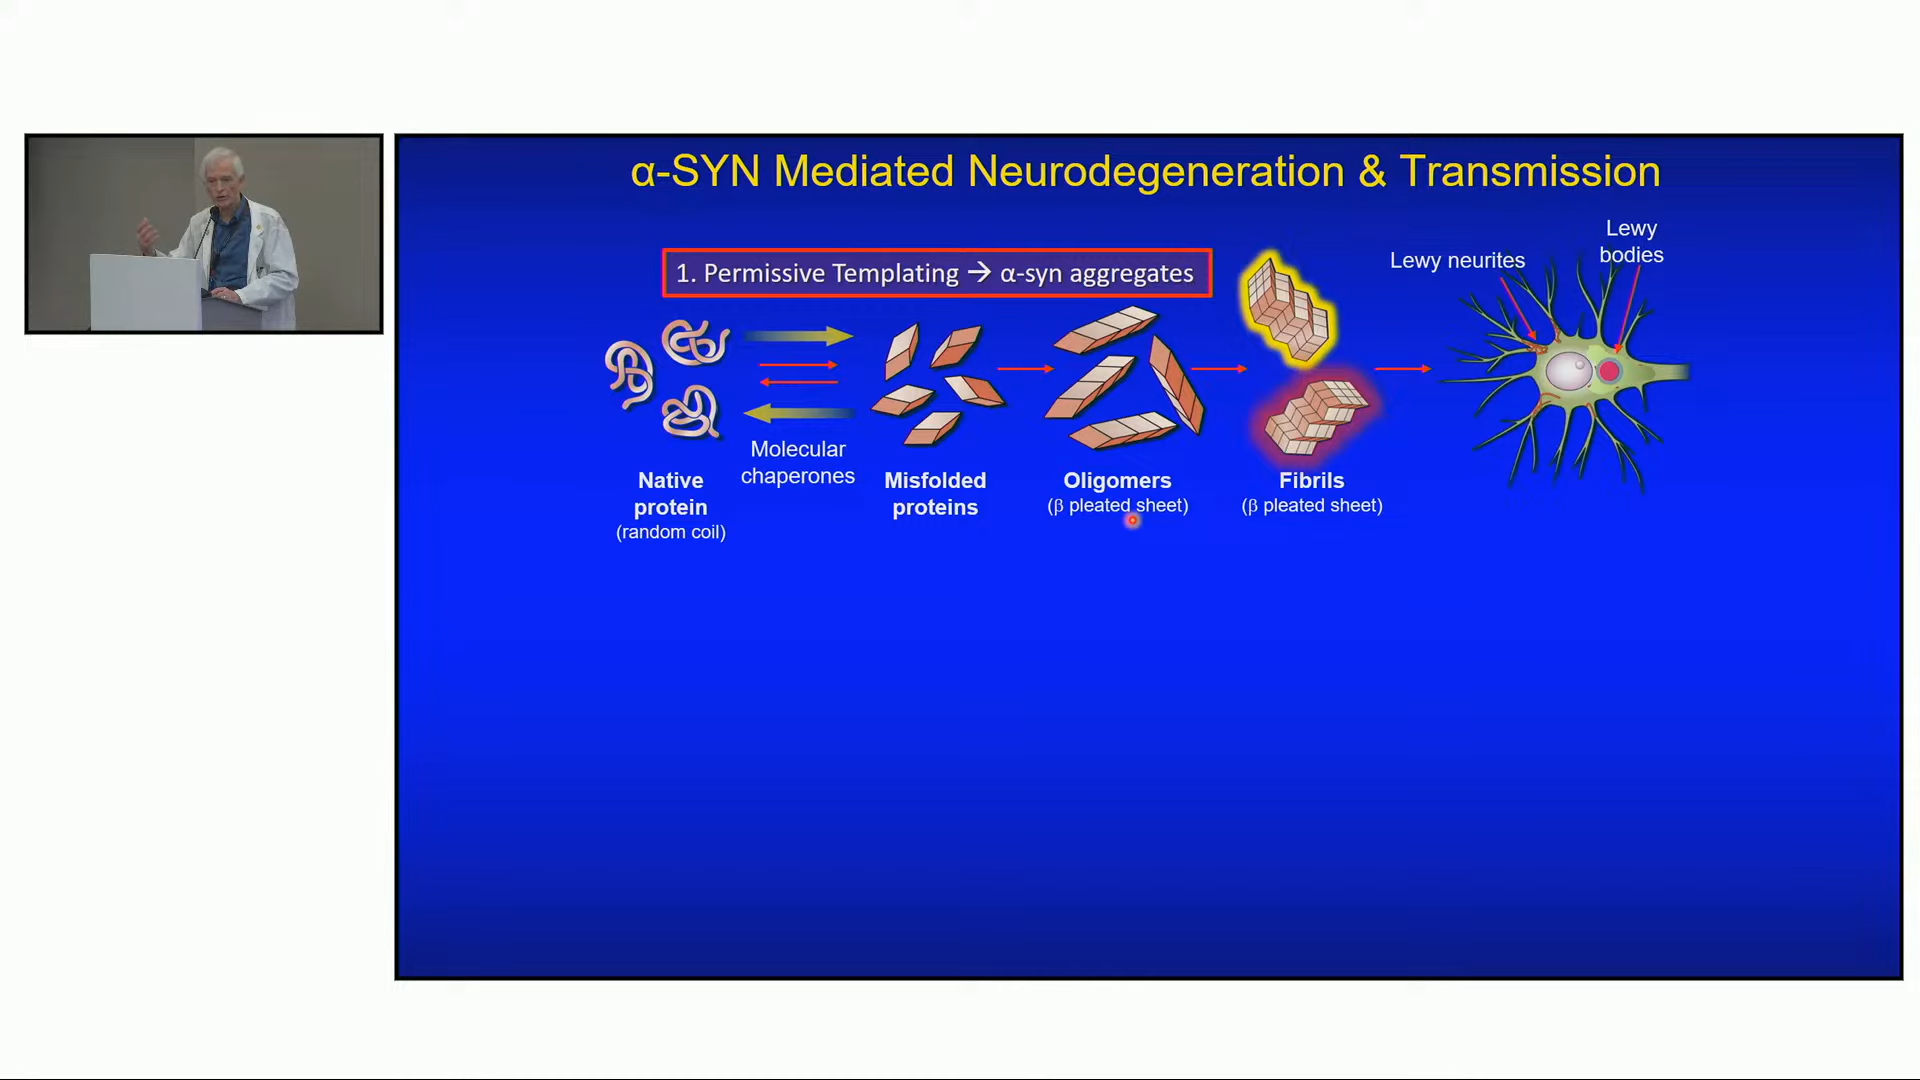 α-SYN Mediated Neurodegeneration & Transmission
Lewy
bodies
Lewy neurites
1. Permissive Templating → α-syn aggregates
Molecular
chaperones
Native
protein
(random coil)
Misfolded
proteins
Oligomers
(β pleated sheet)
Fibrils
(β pleated sheet)